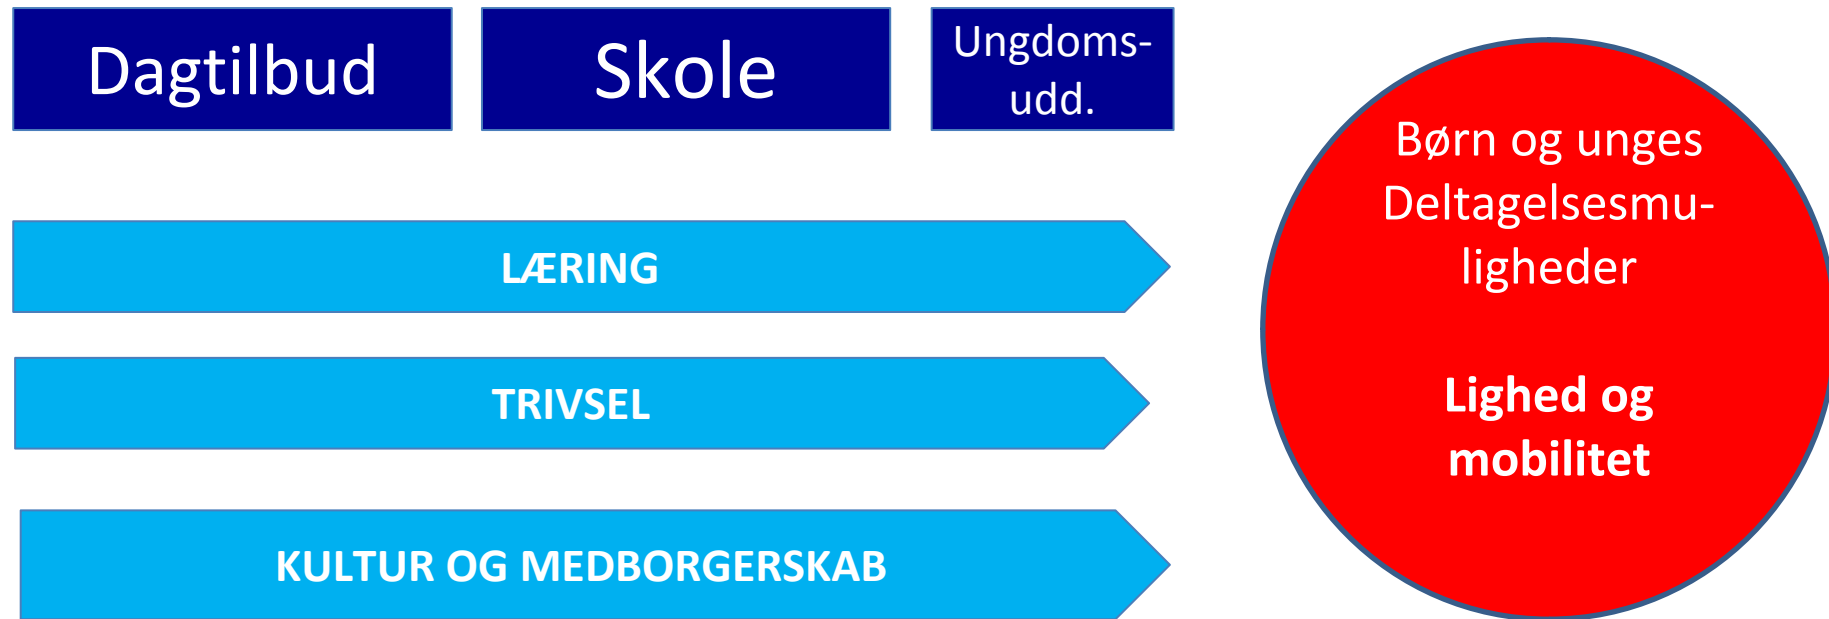 Dagtilbud
Skole
Ungdoms-
udd.
LÆRING
TRIVSEL
KULTUR OG MEDBORGERSKAB
Børn og unges
Deltagelsesmu-
ligheder
Lighed og
mobilitet